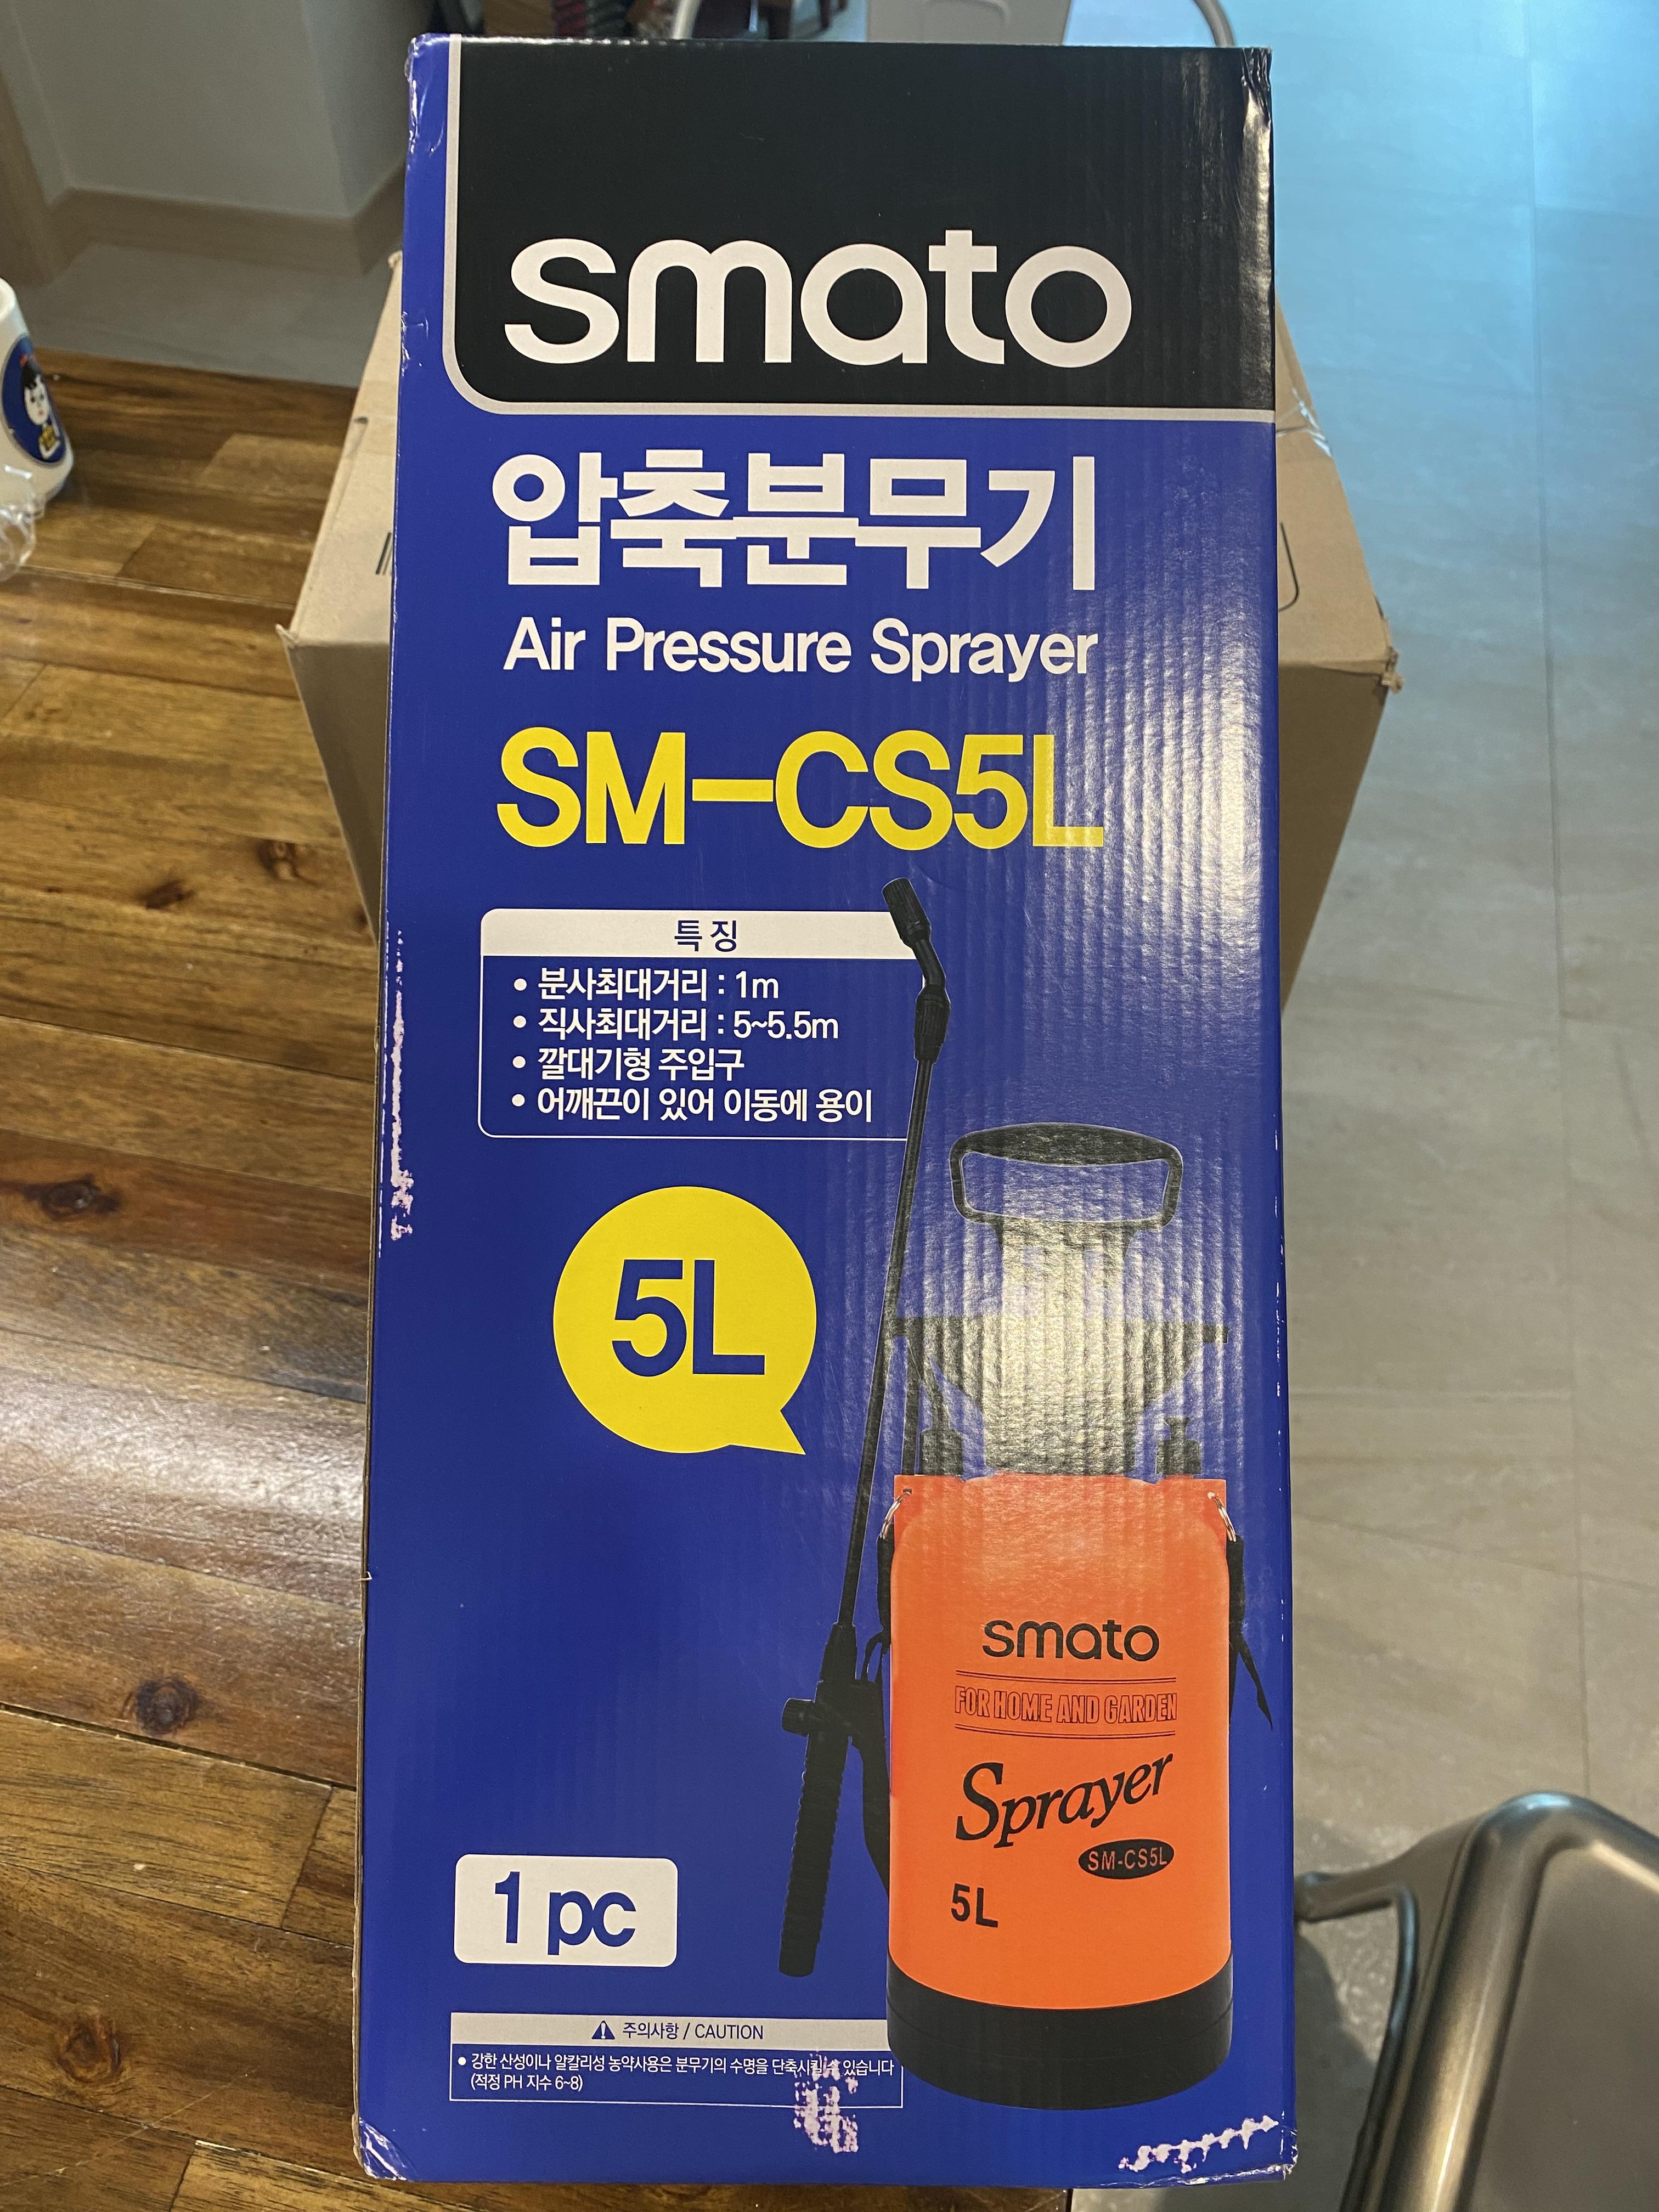 smato
압축분무기
Air Pressure Sprayer
SM-CS5L
특 징
• 분사최대거리 : 1m
• 직사최대거리 : 5~5.5m
• 깔대기형 주입구
• 어깨끈이 있어 이동에 용이
5L
smato
FOR HOME AND GARDEN
Sprayer
SM-CS5L
5L
1 pc
주의사항 / CAUTION
• 강한 산성이나 알칼리성 농약사용은 분무기의 수명을 단축시킬수 있습니다
(적정 PH 지수 6~8)